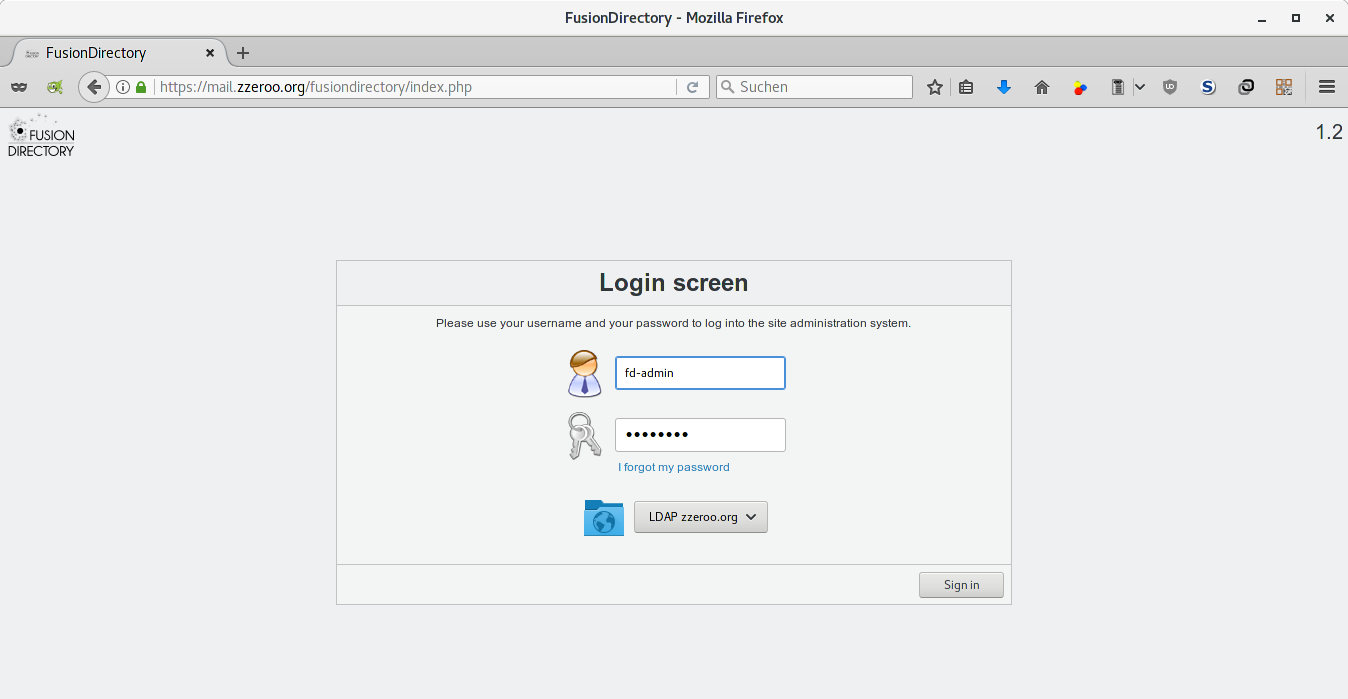 FusionDirectory - Mozilla Firefox
FusionDirectory
https://mail.zzeroo.org/fusiondirectory/index.php
Suchen
FUSION
DIRECTORY
1.2
Login screen
Please use your username and your password to log into the site administration system.
fd-admin
••••••••
I forgot my password
LDAP zzeroo.org
Sign in